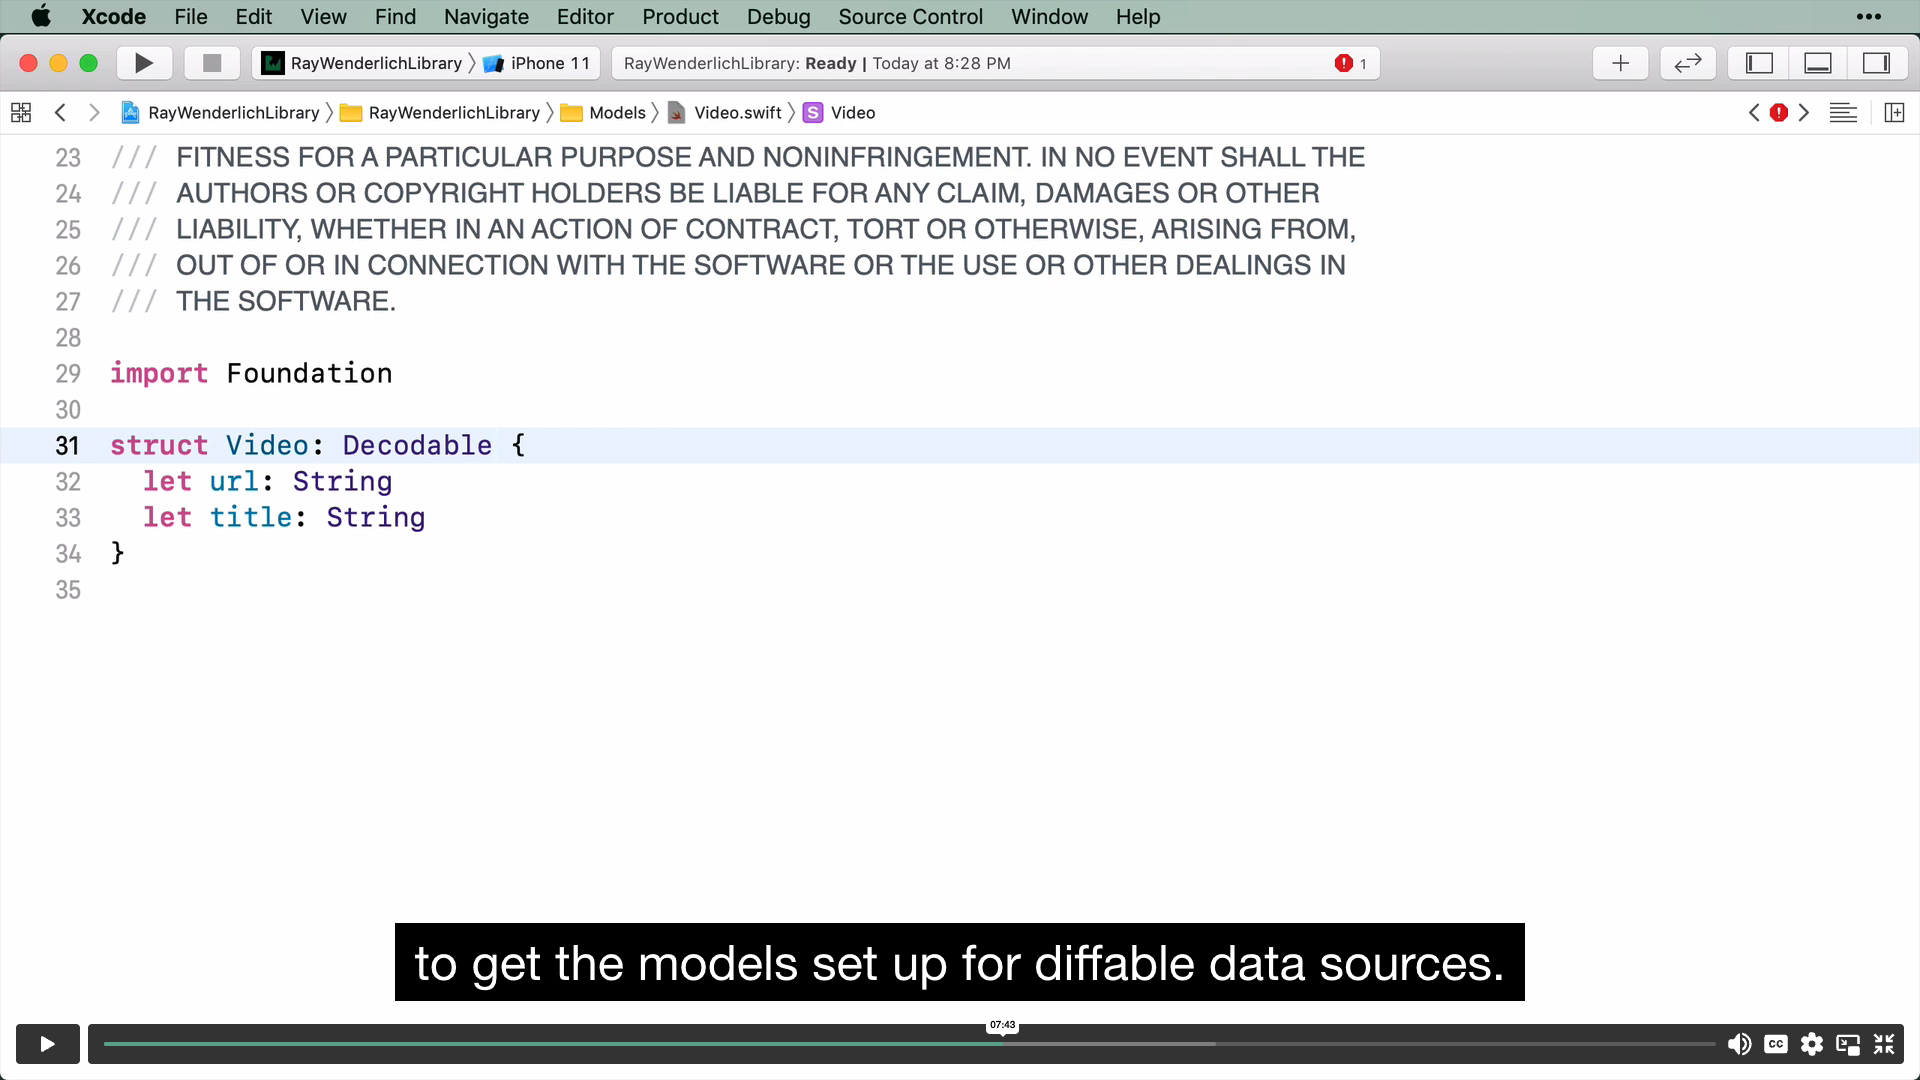 Xcode File Edit View Find Navigate Editor Product Debug Source Control Window Help
RayWenderlichLibrary iPhone 11 RayWenderlichLibrary: Ready | Today at 8:28 PM 1
RayWenderlichLibrary RayWenderlichLibrary Models Video.swift S Video
23 /// FITNESS FOR A PARTICULAR PURPOSE AND NONINFRINGEMENT. IN NO EVENT SHALL THE
24 /// AUTHORS OR COPYRIGHT HOLDERS BE LIABLE FOR ANY CLAIM, DAMAGES OR OTHER
25 /// LIABILITY, WHETHER IN AN ACTION OF CONTRACT, TORT OR OTHERWISE, ARISING FROM,
26 /// OUT OF OR IN CONNECTION WITH THE SOFTWARE OR THE USE OR OTHER DEALINGS IN
27 /// THE SOFTWARE.
28
29 import Foundation
30
31 struct Video: Decodable {
32 let url: String
33 let title: String
34 }
35
to get the models set up for diffable data sources.
07:43
CC